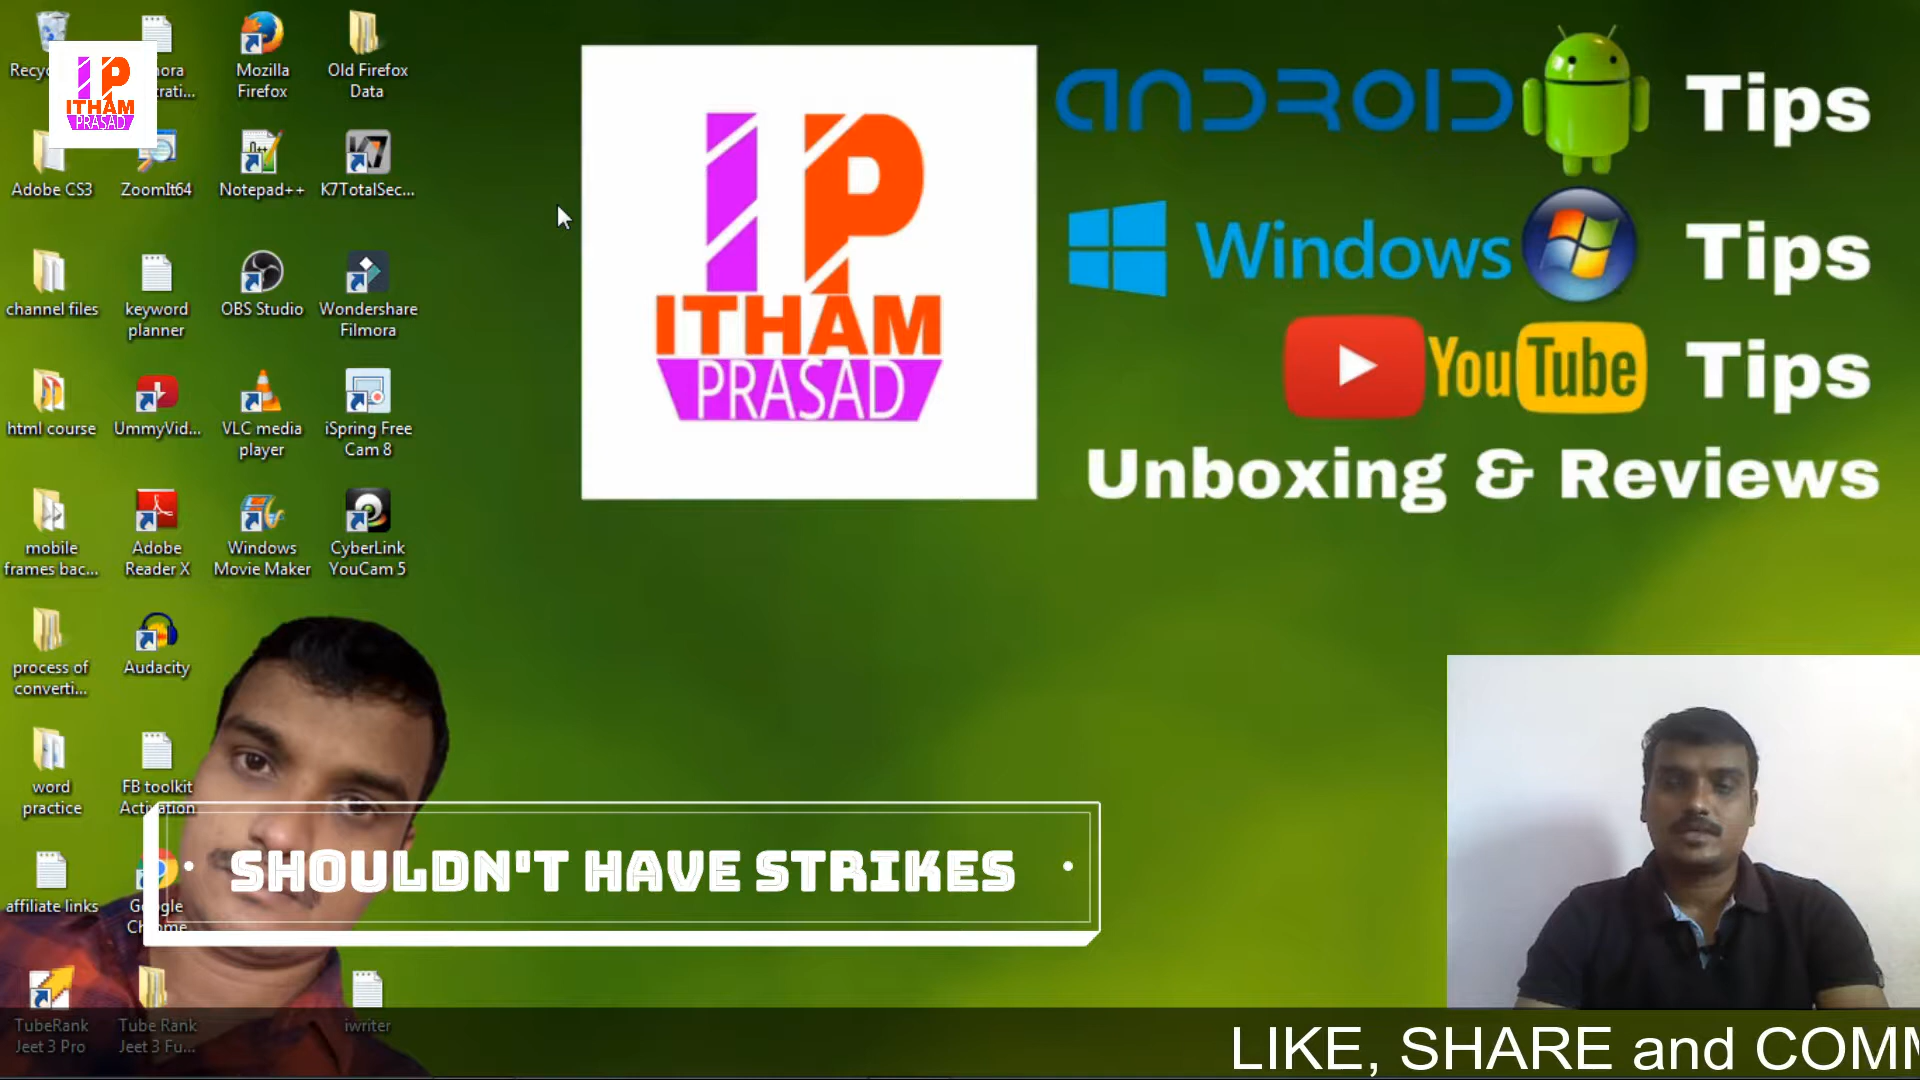 Mozilla
Firefox
Old Firefox
Data
IP
ITHAM
PRASAD
Adobe CS3
ZoomIt64
Notepad++
K7TotalSec...
channel files
keyword
planner
OBS Studio
Wondershare
Filmora
html course
UmmyVid...
VLC media
player
iSpring Free
Cam 8
mobile
frames bac...
Adobe
Reader X
Windows
Movie Maker
CyberLink
YouCam 5
process of
converti...
Audacity
word
practice
FB toolkit
Activation
affiliate links
Google
Chrome
TubeRank
Jeet 3 Pro
Tube Rank
Jeet 3 Fu...
iwriter
IP
ITHAM
PRASAD
ANDROID Tips
Windows Tips
YouTube Tips
Unboxing & Reviews
SHOULDN'T HAVE STRIKES
LIKE, SHARE and